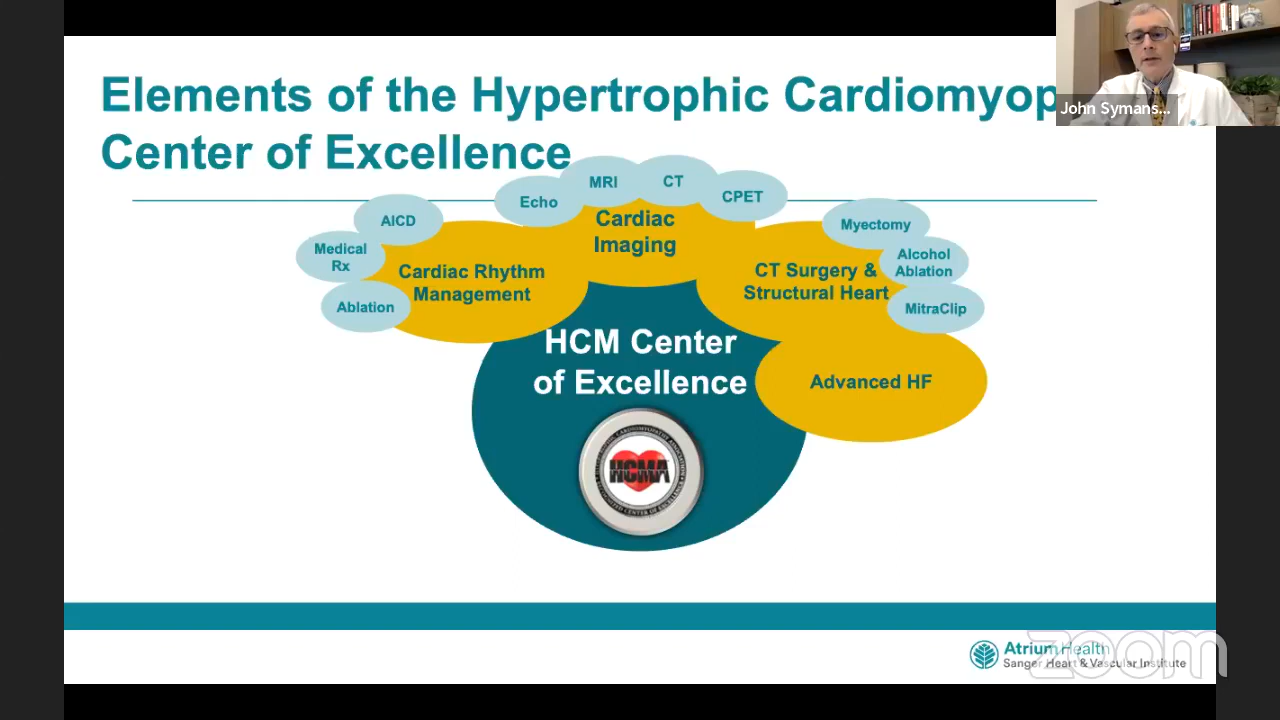 Elements of the Hypertrophic Cardiomyop
Center of Excellence
John Symans...
MRI
CT
Echo
CPET
Cardiac
Imaging
AICD
Medical
Rx
Ablation
Cardiac Rhythm
Management
Myectomy
Alcohol
Ablation
MitraClip
CT Surgery &
Structural Heart
HCM Center
of Excellence
Advanced HF
HCMA
Atrium Health
Sanger Heart & Vascular Institute
zoom